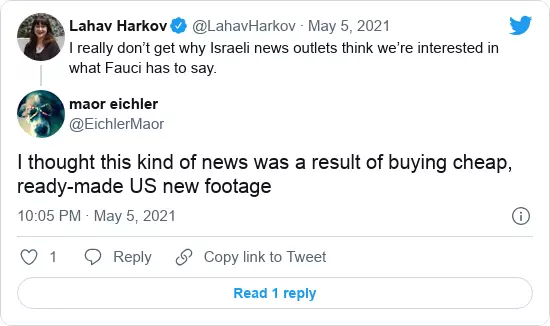 Lahav Harkov @LahavHarkov · May 5, 2021
I really don't get why Israeli news outlets think we're interested in
what Fauci has to say.
maor eichler
@EichlerMaor
I thought this kind of news was a result of buying cheap,
ready-made US new footage
10:05 PM · May 5, 2021
1 Reply Copy link to Tweet
Read 1 reply